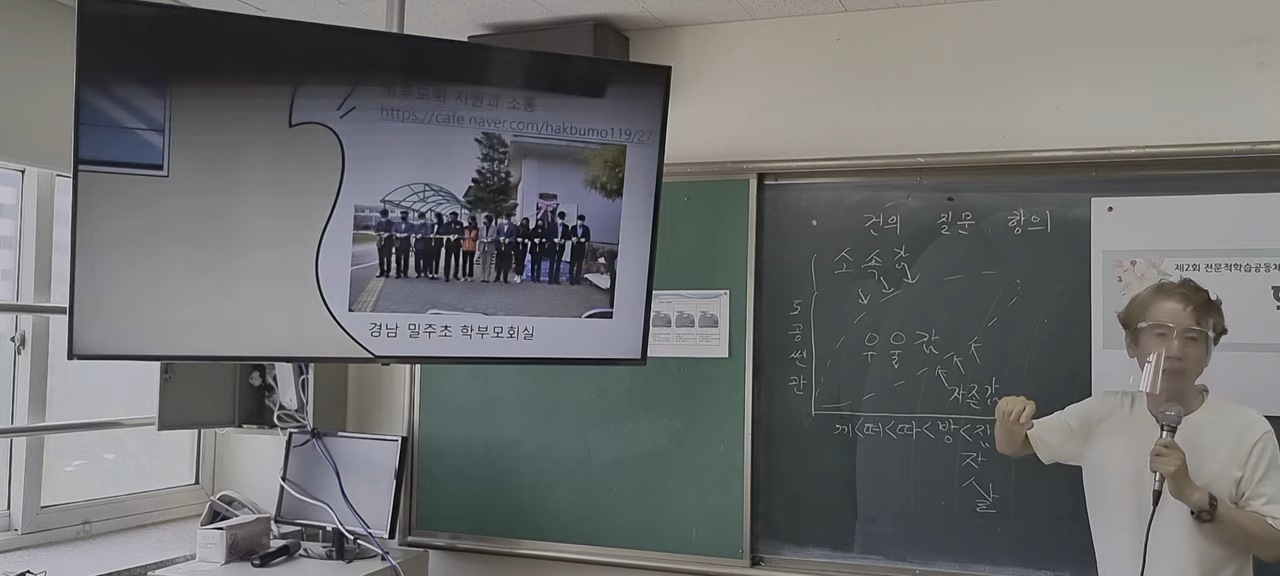 학부모회 지원과 소통
https://cafe.naver.com/hakbumo119/27
경남 밀주초 학부모회실
건의 질문 항의
소속감
우울감
자존감
도공쎈관
끼<떠<따<방<집
자
살
제2회 전문적학습공동체